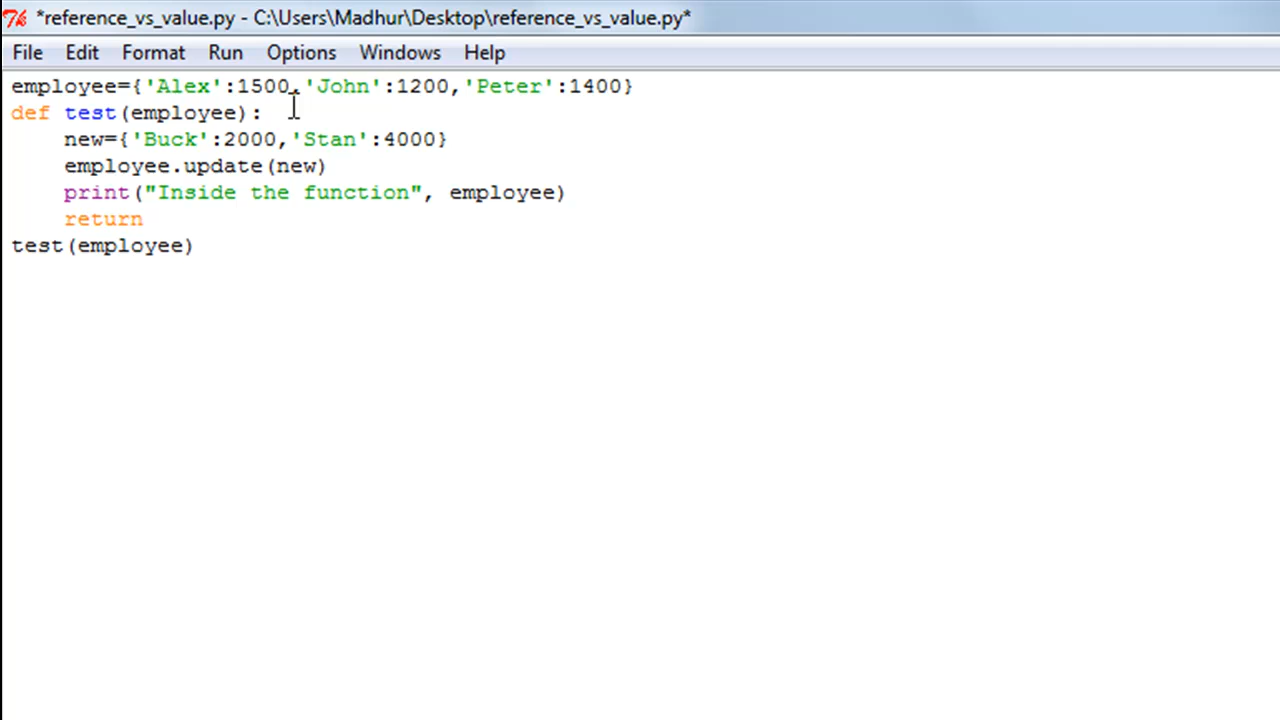 *reference_vs_value.py - C:\Users\Madhur\Desktop\reference_vs_value.py*
File Edit Format Run Options Windows Help
employee={'Alex':1500,'John':1200,'Peter':1400}
def test(employee):
    new={'Buck':2000,'Stan':4000}
    employee.update(new)
    print("Inside the function", employee)
    return
test(employee)